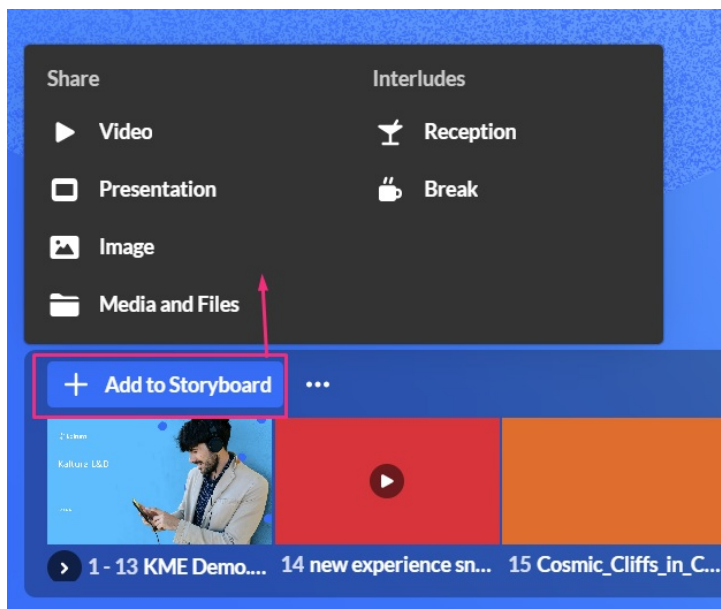 Share
Video
Presentation
Image
Media and Files
Interludes
Reception
Break
Add to Storyboard
Kaltura L&D
1 - 13 KME Demo....
14 new experience sn...
15 Cosmic_Cliffs_in_C...